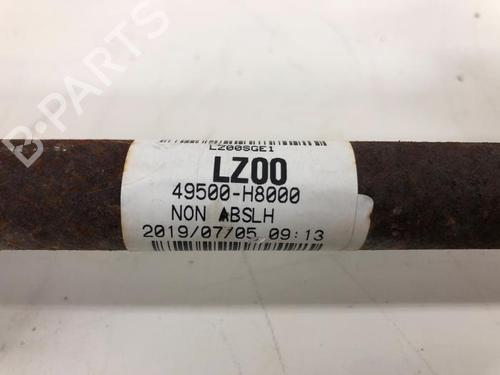 B-PARTS
LZ00SGE1
LZ00
49500-H8000
NON ABSLH
2019/07/05 09:13